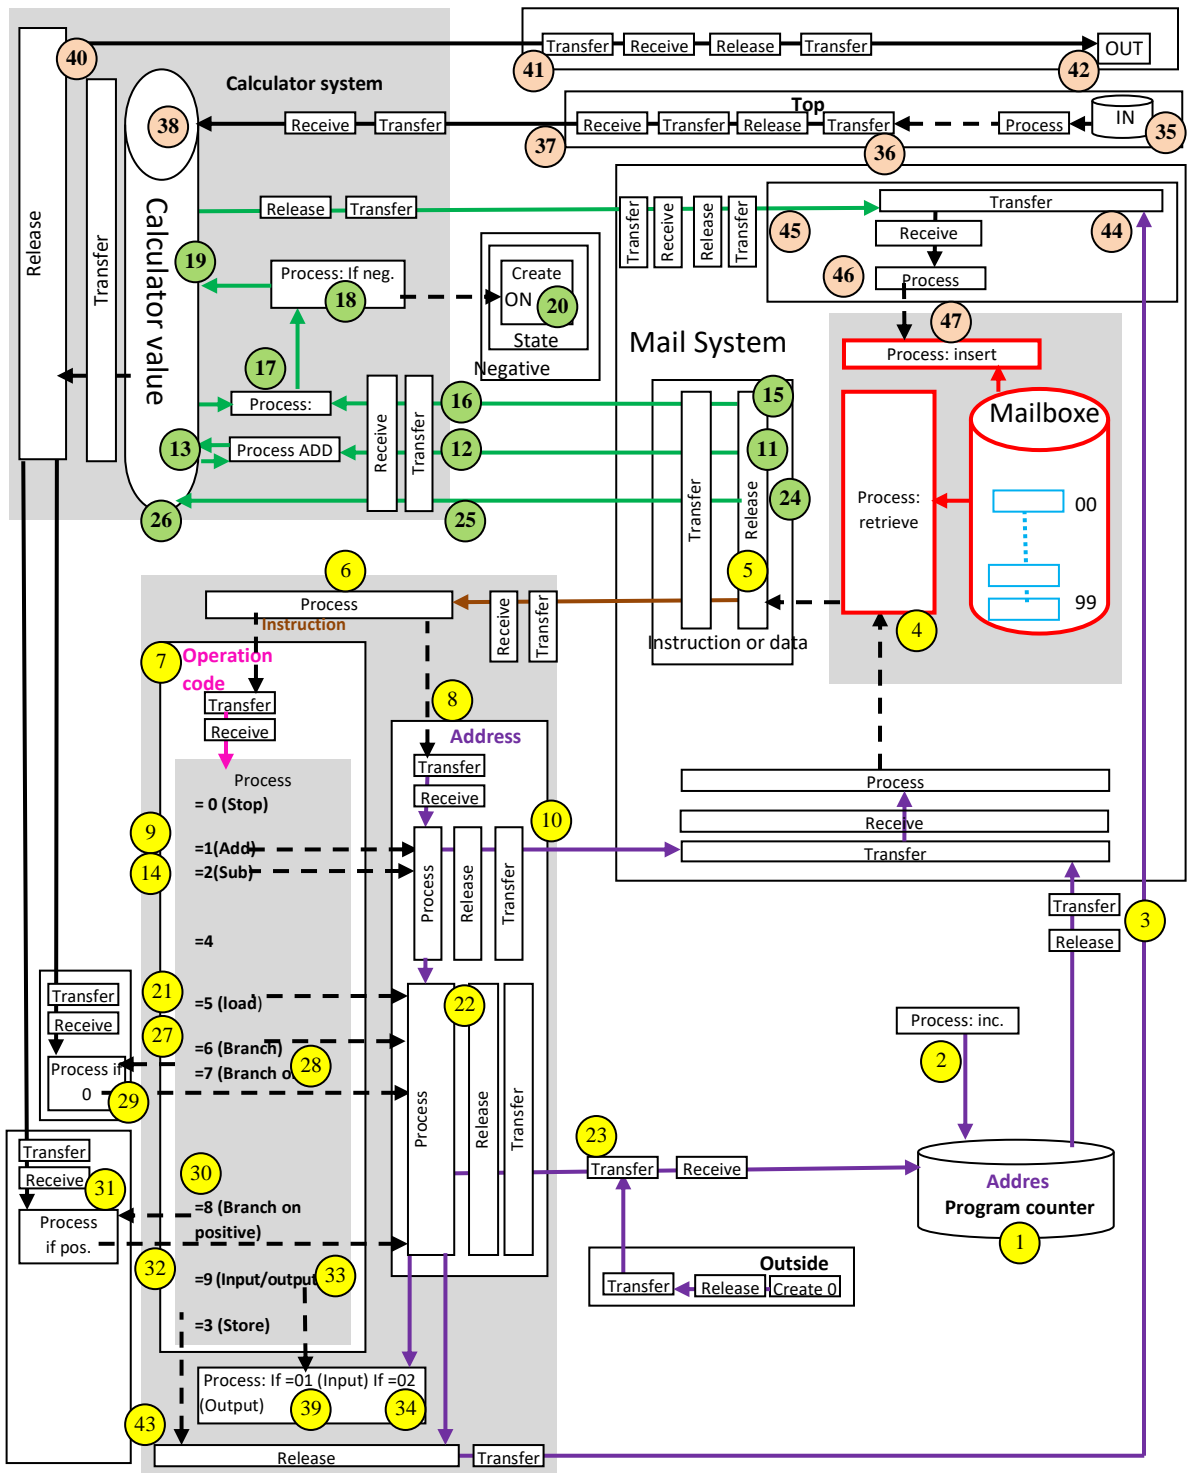 40
Transfer
Receive
Release
Transfer
OUT
41
42
Calculator system
Top
38
Receive
Transfer
Receive
Transfer
Release
Transfer
Process
IN
35
37
36
Release
Transfer
Calculator value
Release
Transfer
Transfer
Receive
Release
Transfer
45
Transfer
44
Receive
46
Process
19
Process: If neg.
18
Create
ON
20
State
Negative
Mail System
47
Process: insert
17
Process:
Receive
Transfer
16
15
13
Process ADD
12
11
26
25
24
Transfer
Release
Mailboxe
Process:
retrieve
00
99
6
5
4
Process
Instruction
Receive
Transfer
Instruction or data
7
Operation
code
Transfer
Receive
8
Address
Transfer
Receive
Process
Process
= 0 (Stop)
9
=1(Add)
10
14
=2(Sub)
Process
Release
Transfer
Receive
Transfer
=4
Transfer
3
Release
21
=5 (load)
22
Transfer
Receive
27
=6 (Branch)
28
=7 (Branch o
Process if
0
29
Process
Release
Transfer
Process: inc.
2
23
Transfer
Receive
Transfer
Receive
31
30
Addres
Program counter
1
=8 (Branch on
positive)
Process
if pos.
32
=9 (Input/output
33
Outside
Transfer
Release
Create 0
=3 (Store)
Process: If =01 (Input) If =02
(Output)
39
34
43
Release
Transfer